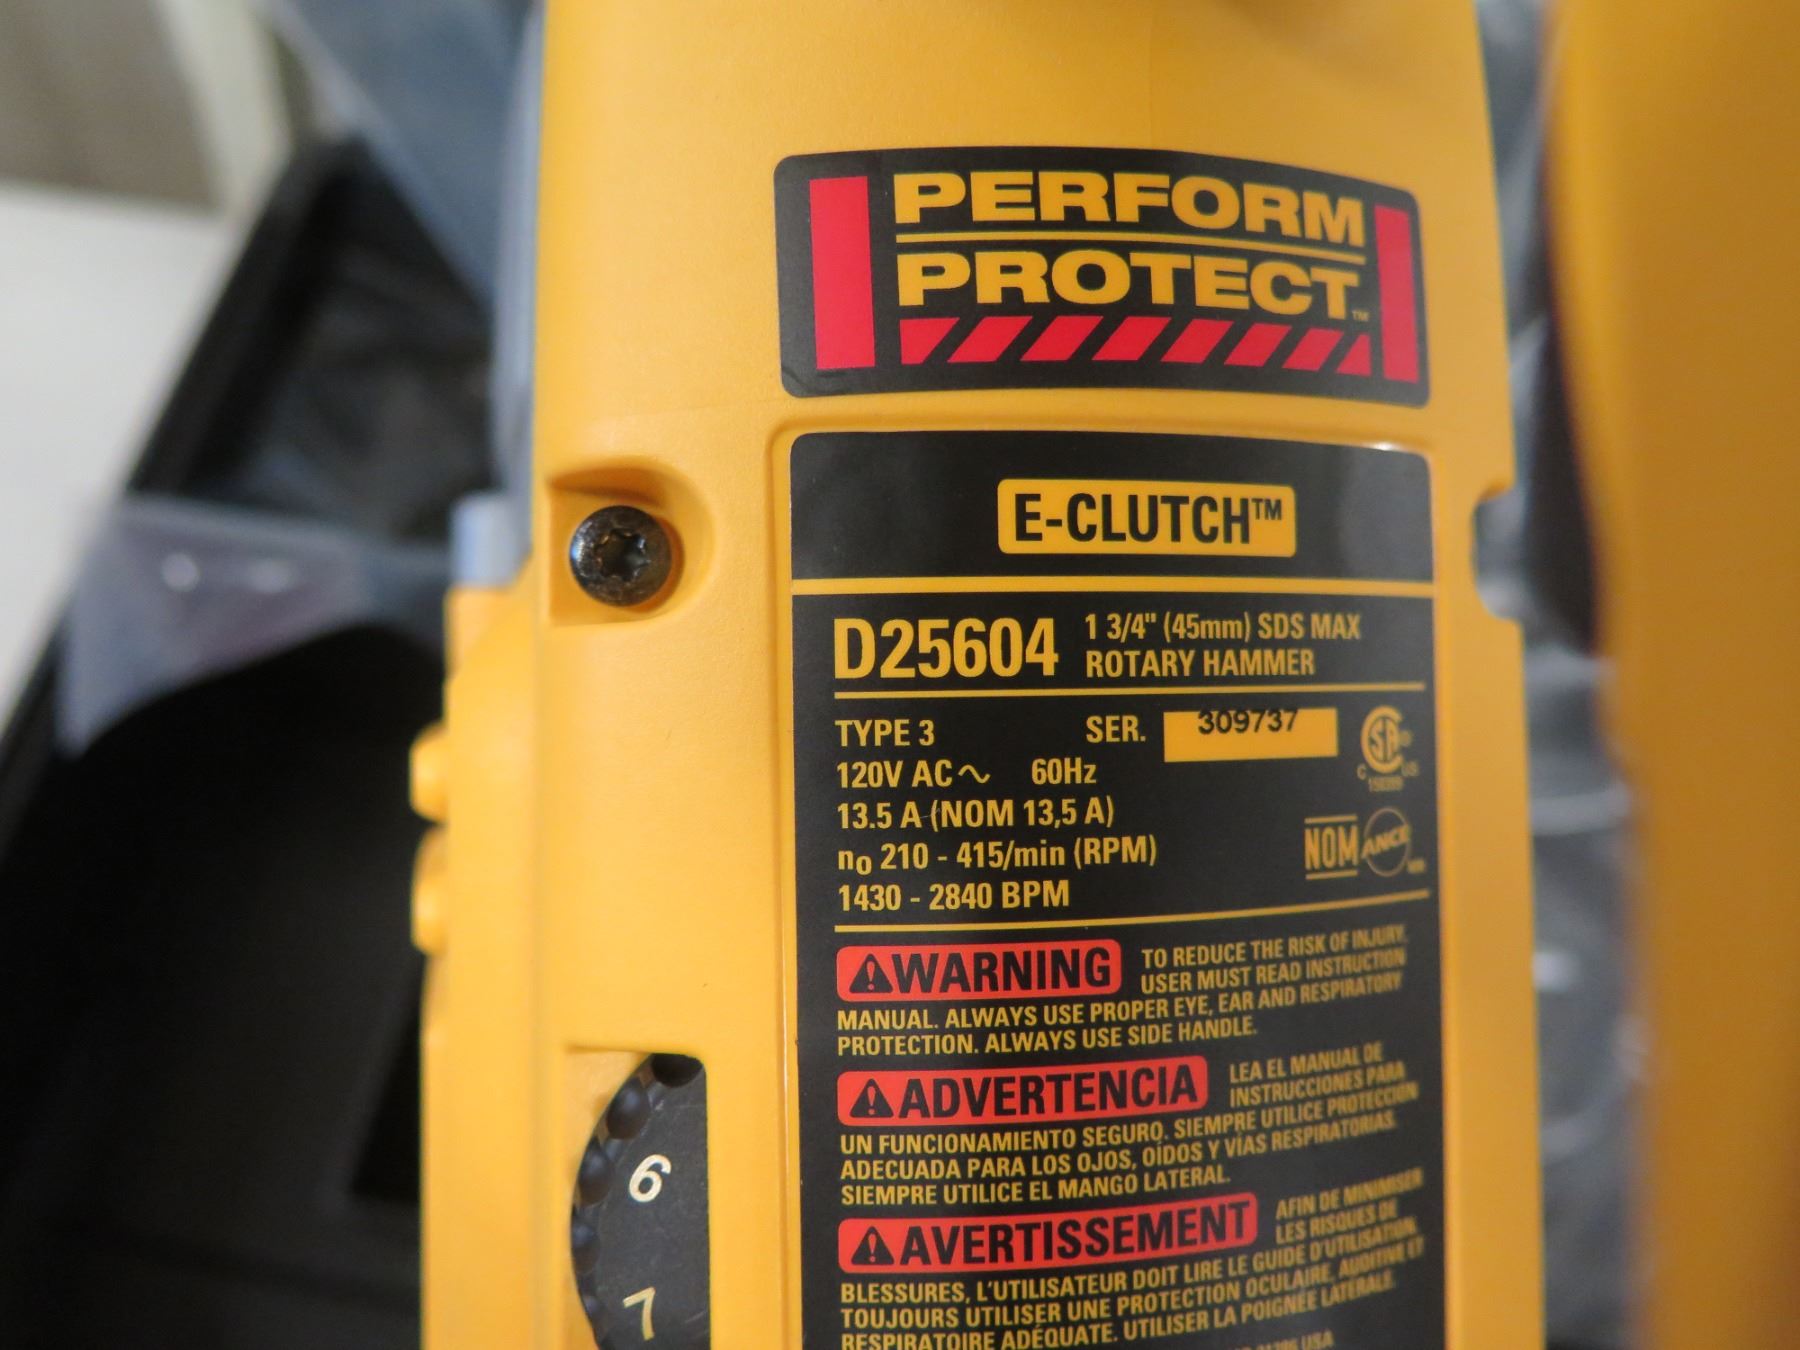 PERFORM
PROTECT™
E-CLUTCH™
D25604
1 3/4" (45mm) SDS MAX
ROTARY HAMMER
TYPE 3 SER. 309737
120V AC ~ 60Hz
13.5 A (NOM 13,5 A)
n₀ 210 - 415/min (RPM)
1430 - 2840 BPM
NOM ANCE
⚠WARNING TO REDUCE THE RISK OF INJURY,
USER MUST READ INSTRUCTION
MANUAL. ALWAYS USE PROPER EYE, EAR AND RESPIRATORY
PROTECTION. ALWAYS USE SIDE HANDLE.
⚠ADVERTENCIA LEA EL MANUAL DE
INSTRUCCIONES PARA
UN FUNCIONAMIENTO SEGURO. SIEMPRE UTILICE PROTECCIÓN
ADECUADA PARA LOS OJOS, OÍDOS Y VÍAS RESPIRATORIAS.
SIEMPRE UTILICE EL MANGO LATERAL.
⚠AVERTISSEMENT AFIN DE MINIMISER
LES RISQUES DE
BLESSURES, L'UTILISATEUR DOIT LIRE LE GUIDE D'UTILISATION.
TOUJOURS UTILISER UNE PROTECTION OCULAIRE, AUDITIVE ET
RESPIRATOIRE ADÉQUATE. UTILISER LA POIGNÉE LATÉRALE.
USA
6
7